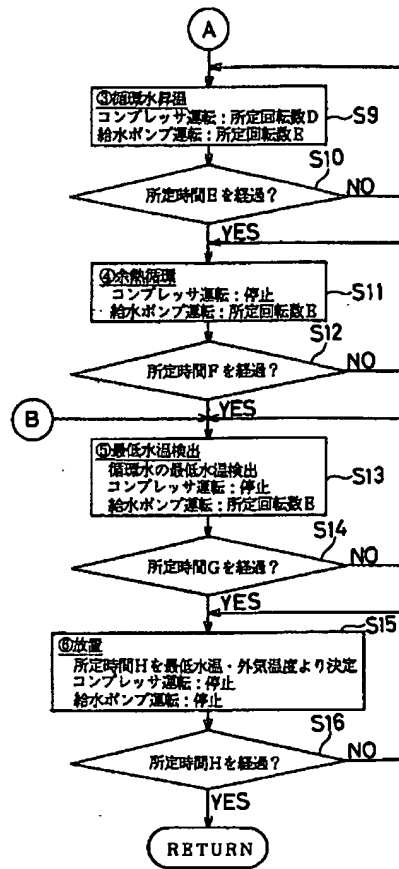 A
③循環水昇温
コンプレッサ運転:所定回転数D
給水ポンプ運転:所定回転数E
S9
S10
所定時間Eを経過?
NO
YES
④余熱循環
コンプレッサ運転:停止
給水ポンプ運転:所定回転数E
S11
S12
所定時間Fを経過?
NO
B
YES
⑤最低水温検出
循環水の最低水温検出
コンプレッサ運転:停止
給水ポンプ運転:所定回転数E
S13
S14
所定時間Gを経過?
NO
YES
S15
⑥放置
所定時間Hを最低水温・外気温度より決定
コンプレッサ運転:停止
給水ポンプ運転:停止
S16
所定時間Hを経過?
NO
YES
RETURN